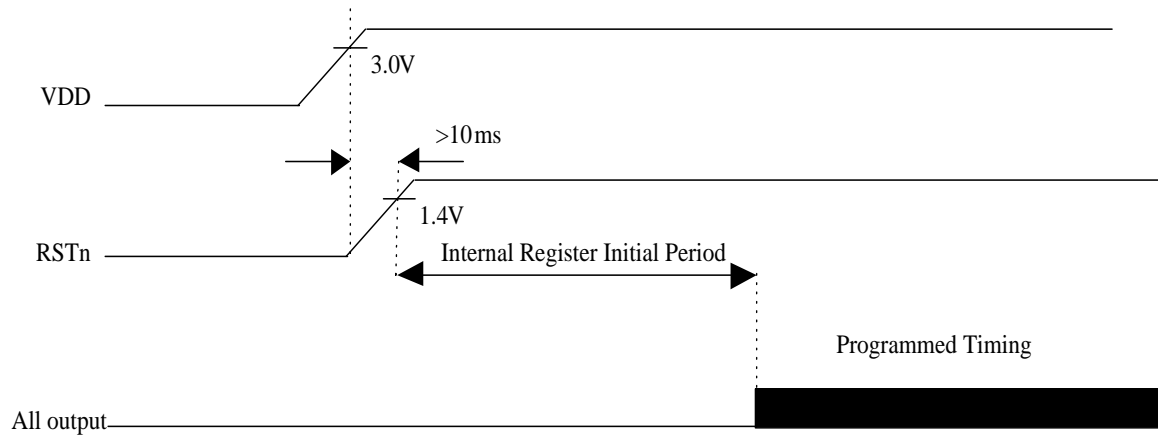 3.0V
VDD
>10ms
1.4V
RSTn
Internal Register Initial Period
Programmed Timing
All output